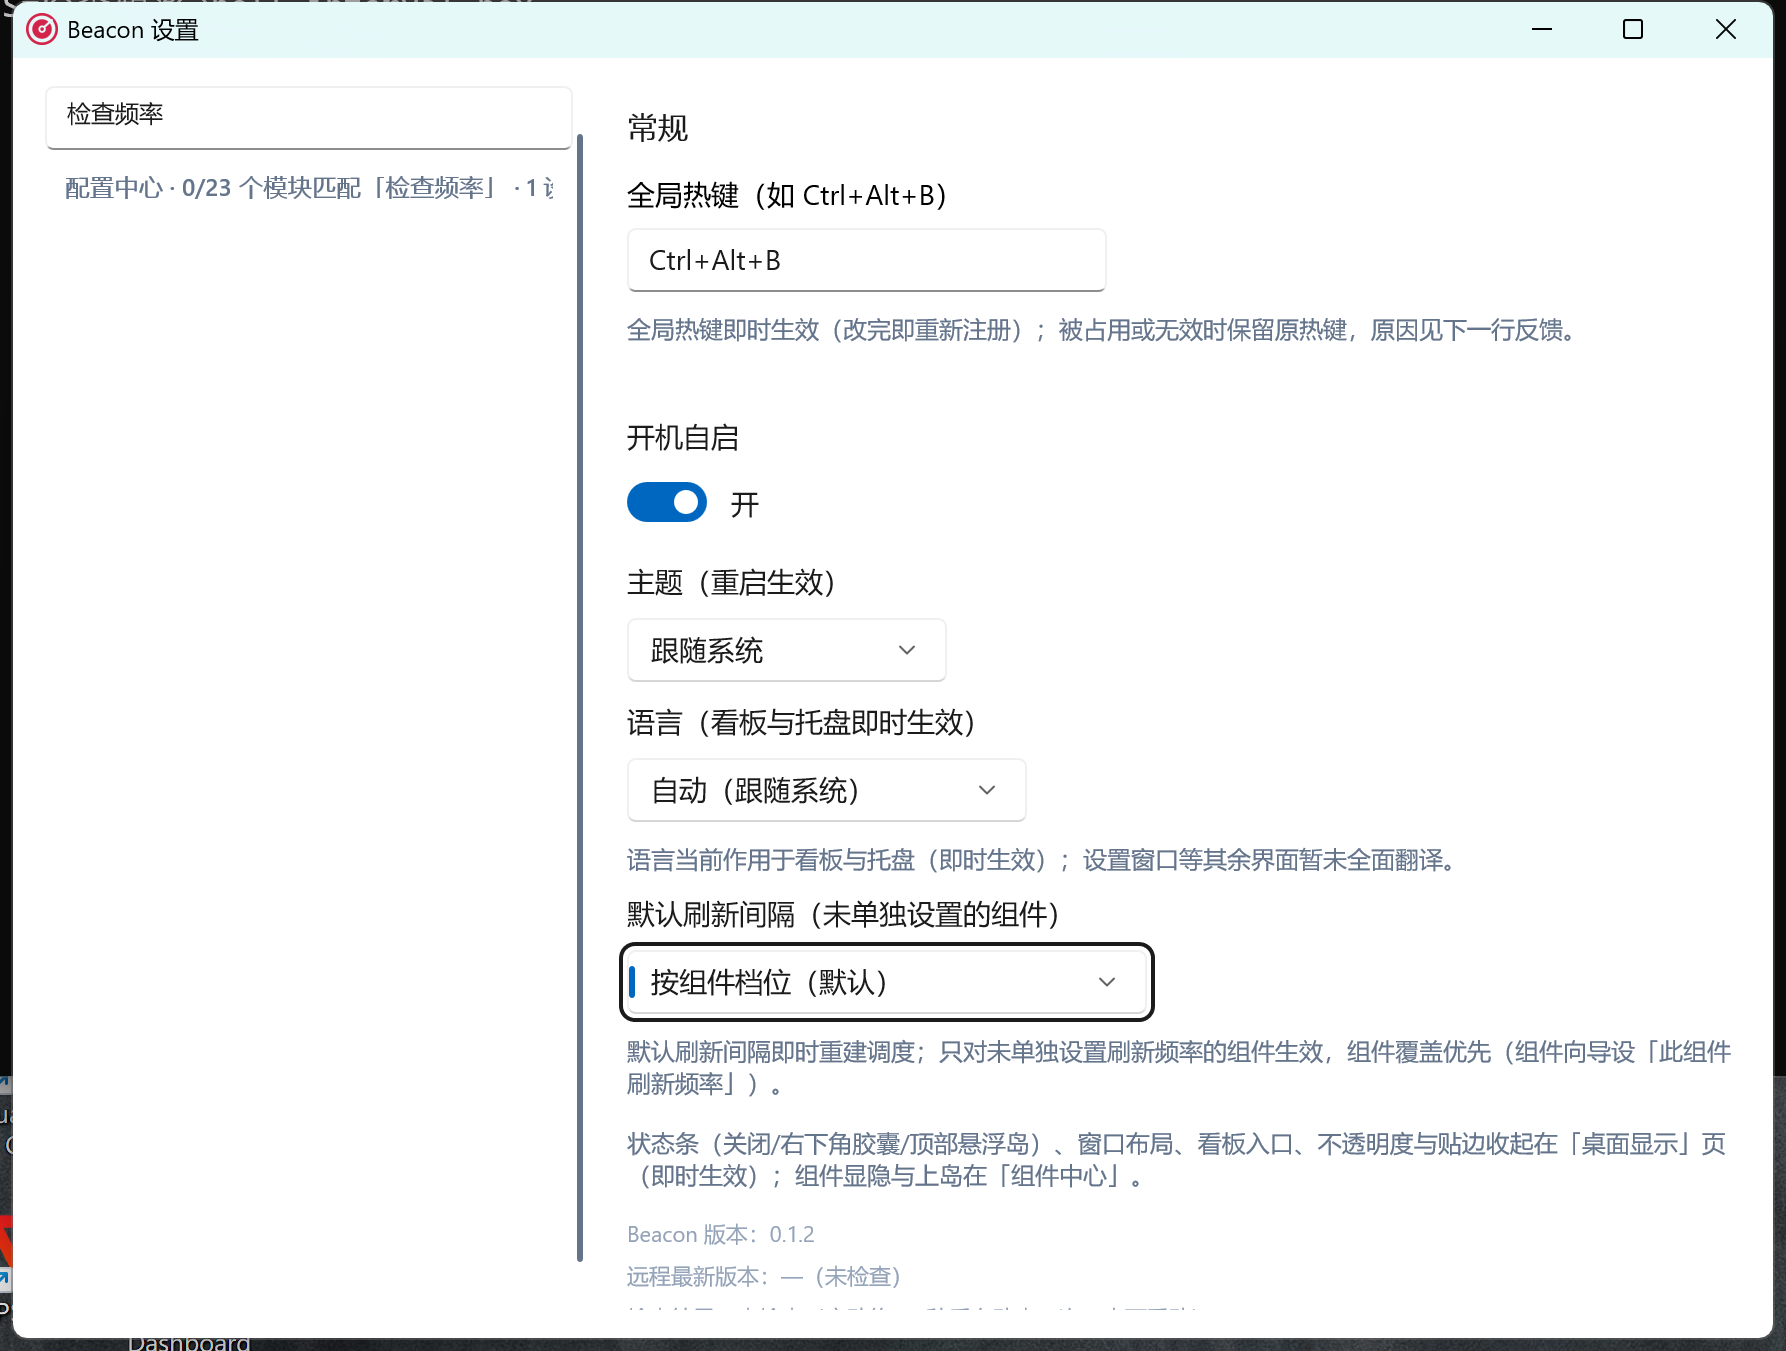 Beacon 设置
检查频率
配置中心 · 0/23 个模块匹配「检查频率」 · 1
常规
全局热键（如 Ctrl+Alt+B）
Ctrl+Alt+B
全局热键即时生效（改完即重新注册）；被占用或无效时保留原热键，原因见下一行反馈。
开机自启
开
主题（重启生效）
跟随系统
语言（看板与托盘即时生效）
自动（跟随系统）
语言当前作用于看板与托盘（即时生效）；设置窗口等其余界面暂未全面翻译。
默认刷新间隔（未单独设置的组件）
按组件档位（默认）
默认刷新间隔即时重建调度；只对未单独设置刷新频率的组件生效，组件覆盖优先（组件向导设「此组件
刷新频率」）。
状态条（关闭/右下角胶囊/顶部悬浮岛）、窗口布局、看板入口、不透明度与贴边收起在「桌面显示」页
（即时生效）；组件显隐与上岛在「组件中心」。
Beacon 版本：0.1.2
远程最新版本：—（未检查）
Dashboard